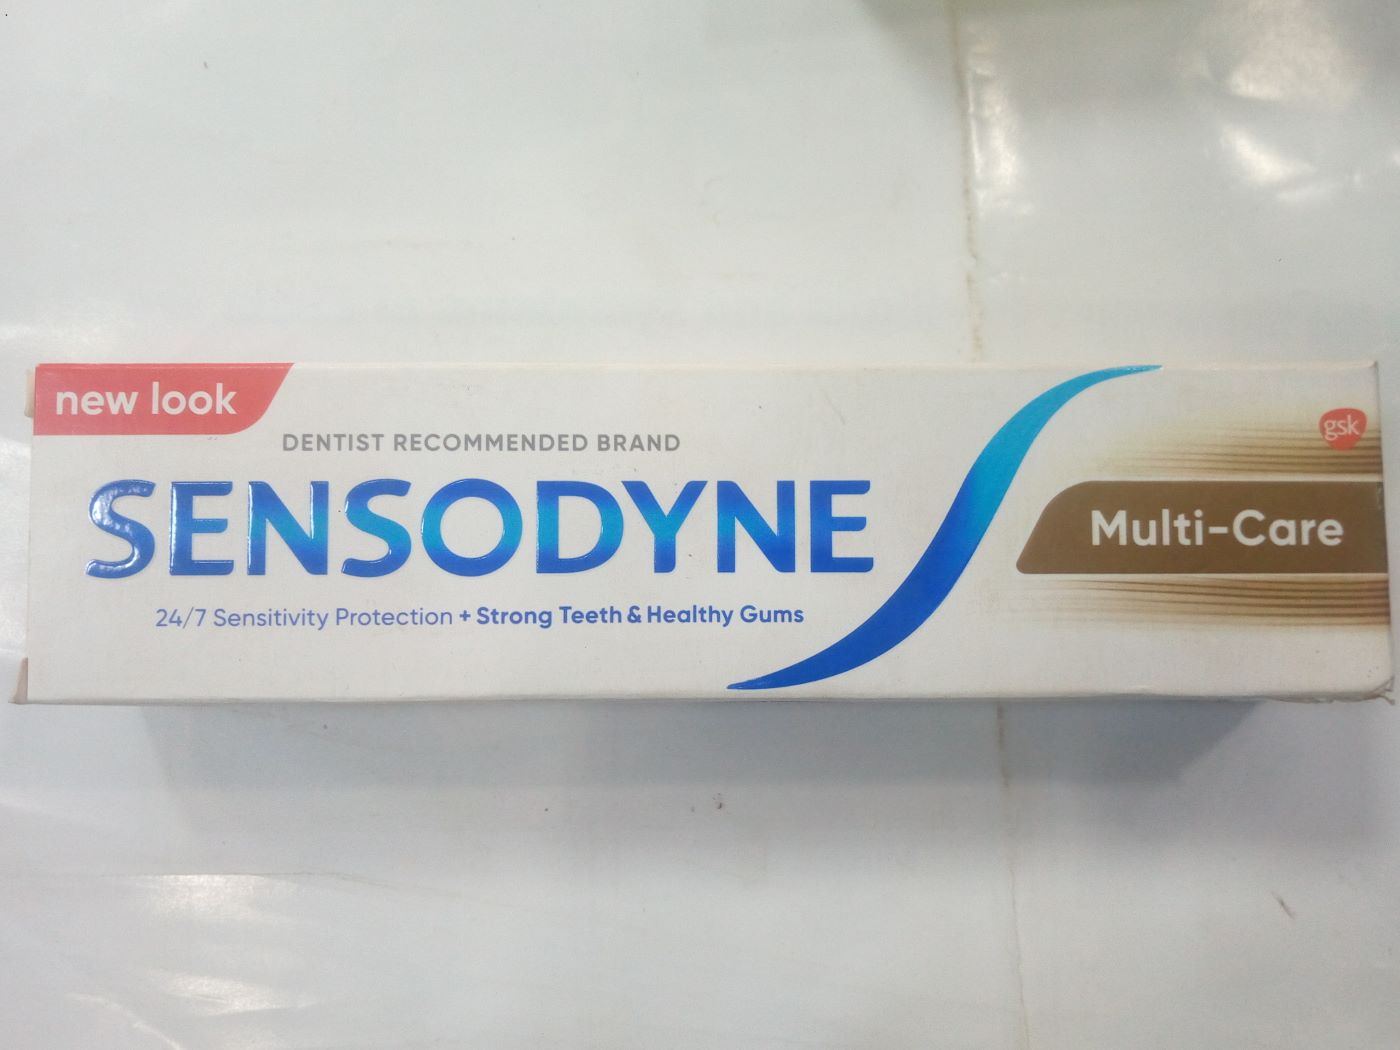 new look
DENTIST RECOMMENDED BRAND
SENSODYNE
24/7 Sensitivity Protection + Strong Teeth & Healthy Gums
gsk
Multi-Care